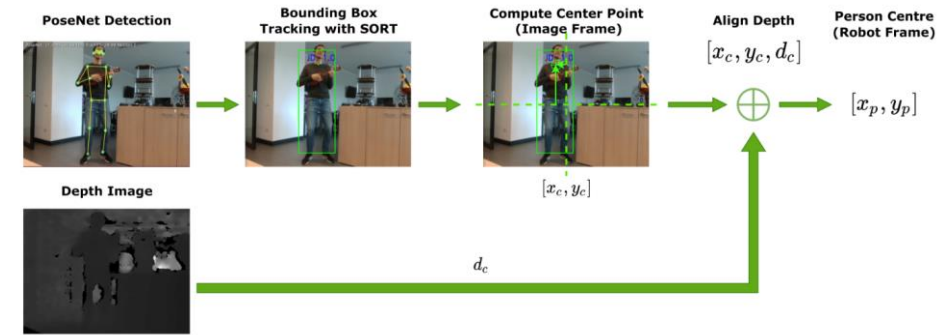 PoseNet Detection
Bounding Box
Tracking with SORT
Compute Center Point
(Image Frame)
Align Depth
Person Centre
(Robot Frame)
[x_c, y_c, d_c]
[x_p, y_p]
[x_c, y_c]
Depth Image
d_c